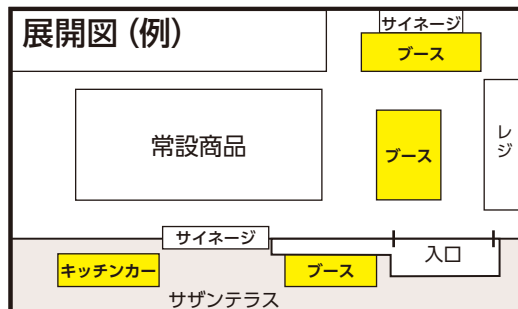 展開図（例）
サイネージ
ブース
常設商品
ブース
レジ
サイネージ
入口
キッチンカー
ブース
サザンテラス